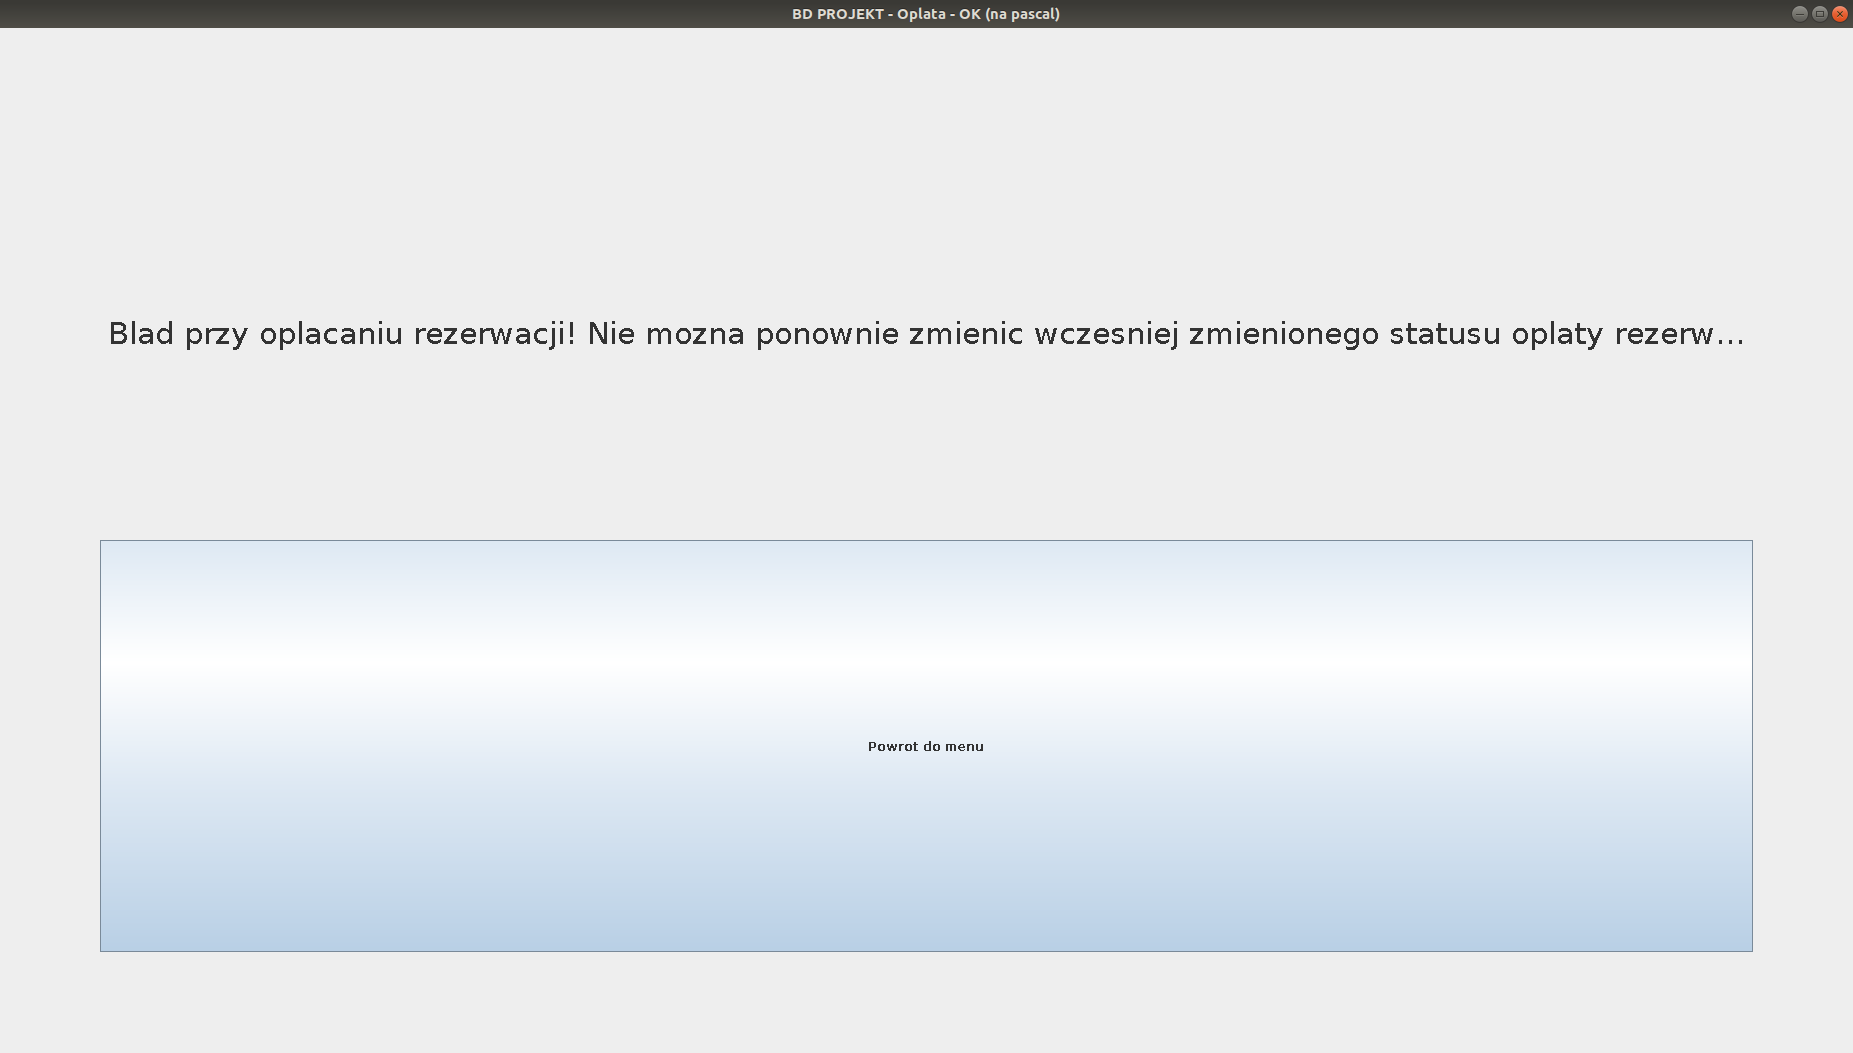 BD PROJEKT - Oplata - OK (na pascal)
Blad przy oplacaniu rezerwacji! Nie mozna ponownie zmienic wczesniej zmienionego statusu oplaty rezerw...
Powrot do menu